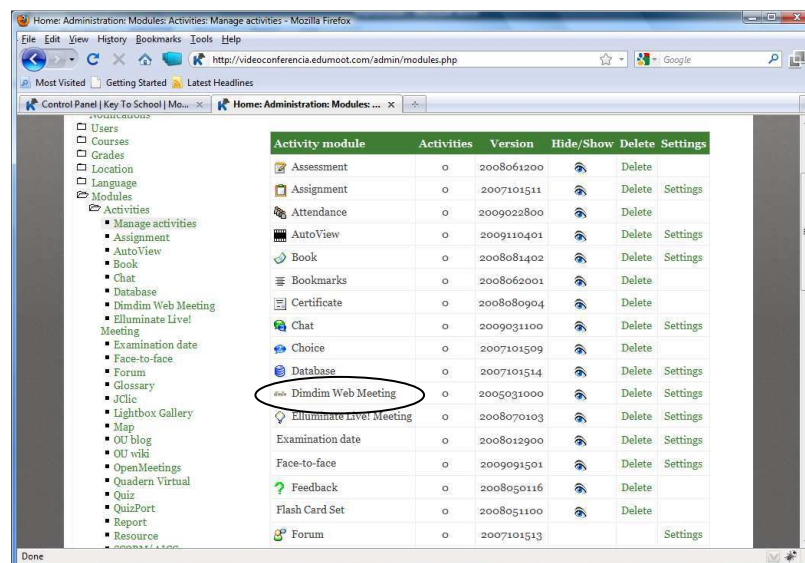 Home: Administration: Modules: Activities: Manage activities - Mozilla Firefox
File Edit View History Bookmarks Tools Help
http://videoconferencia.edumoot.com/admin/modules.php
Google
Most Visited Getting Started Latest Headlines
Control Panel | Key To School | Mo...
Home: Administration: Modules: ...
Notifications
Users
Courses
Grades
Location
Language
Modules
Activities
Manage activities
Assignment
AutoView
Book
Chat
Database
Dimdim Web Meeting
Elluminate Live!
Meeting
Examination date
Face-to-face
Forum
Glossary
JClic
Lightbox Gallery
Map
OU blog
OU wiki
OpenMeetings
Quadern Virtual
Quiz
QuizPort
Report
Resource
SCORM/AICC
Activity module Activities Version Hide/Show Delete Settings
Assessment 0 2008061200 Delete
Assignment 0 2007101511 Delete Settings
Attendance 0 2009022800 Delete
AutoView 0 2009110401 Delete Settings
Book 0 2008081402 Delete Settings
Bookmarks 0 2008062001 Delete
Certificate 0 2008080904 Delete
Chat 0 2009031100 Delete Settings
Choice 0 2007101509 Delete
Database 0 2007101514 Delete Settings
Dimdim Web Meeting 0 2005031000 Delete Settings
Elluminate Live! Meeting 0 2008070103 Delete Settings
Examination date 0 2008012900 Delete Settings
Face-to-face 0 2009091501 Delete Settings
Feedback 0 2008050116 Delete
Flash Card Set 0 2008051100 Delete
Forum 0 2007101513 Settings
Done